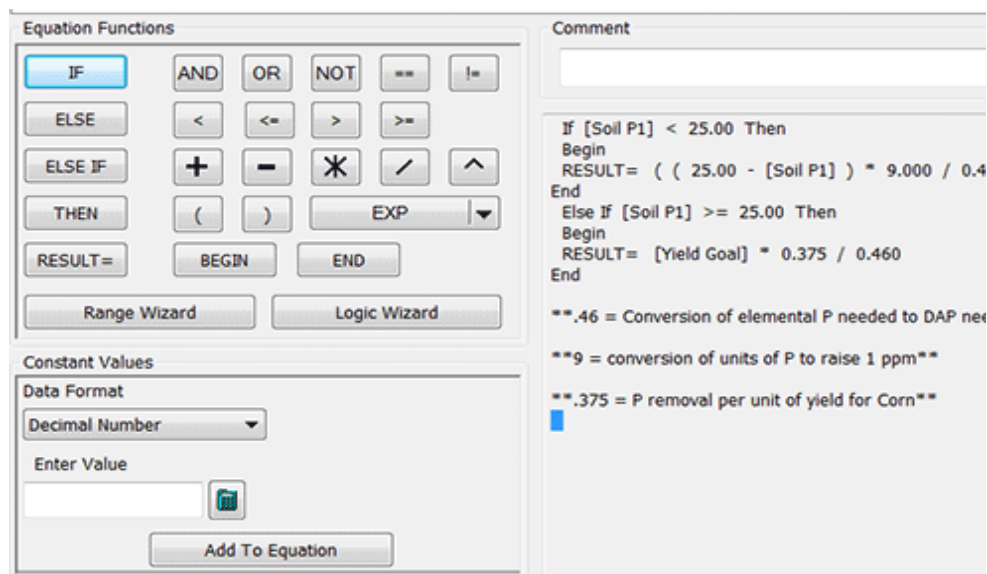 Equation Functions
IF AND OR NOT == !=
ELSE < <= > >=
ELSE IF + - * / ^
THEN ( ) EXP
RESULT= BEGIN END
Range Wizard Logic Wizard
Constant Values
Data Format
Decimal Number
Enter Value
Add To Equation
Comment
If [Soil P1] < 25.00 Then
Begin
RESULT= ( ( 25.00 - [Soil P1] ) * 9.000 / 0.4
End
Else If [Soil P1] >= 25.00 Then
Begin
RESULT= [Yield Goal] * 0.375 / 0.460
End
**.46 = Conversion of elemental P needed to DAP nee
**9 = conversion of units of P to raise 1 ppm**
**.375 = P removal per unit of yield for Corn**